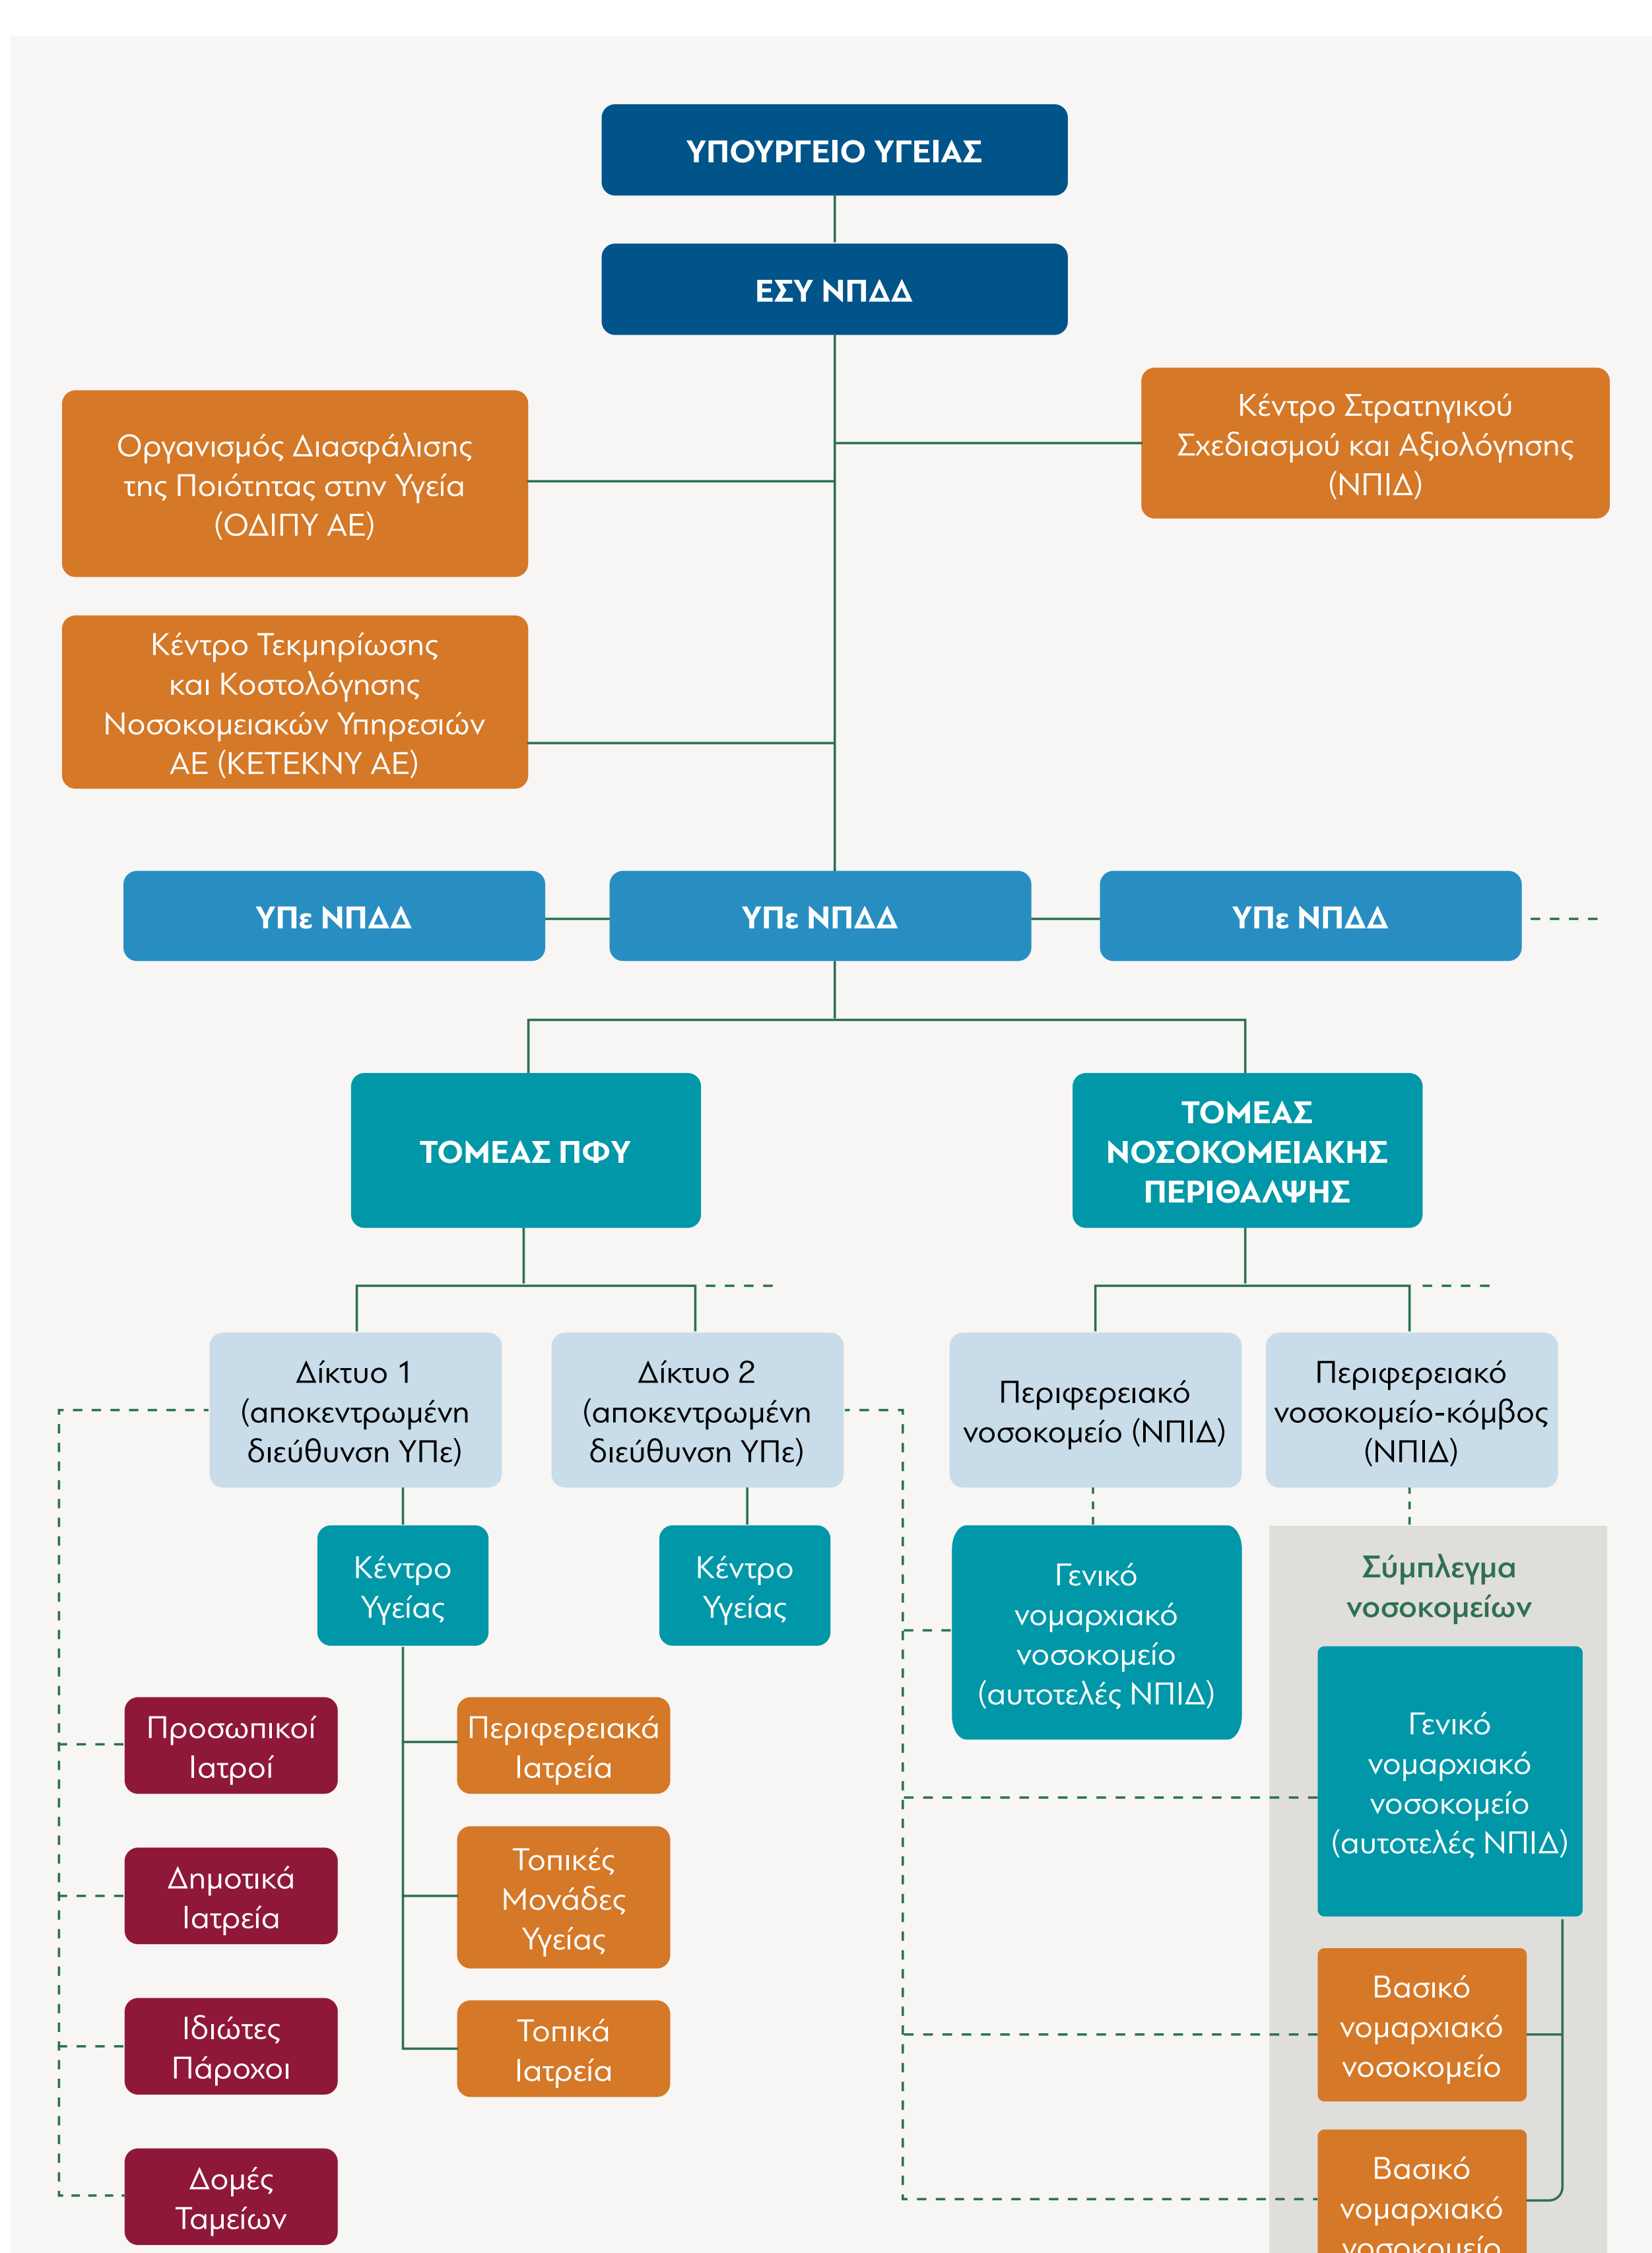 ΥΠΟΥΡΓΕΙΟ ΥΓΕΙΑΣ
ΕΣΥ ΝΠΔΔ
Κέντρο Στρατηγικού
Σχεδιασμού και Αξιολόγησης
(ΝΠΙΔ)
Οργανισμός Διασφάλισης
της Ποιότητας στην Υγεία
(ΟΔΙΠΥ ΑΕ)
Κέντρο Τεκμηρίωσης
και Κοστολόγησης
Νοσοκομειακών Υπηρεσιών
ΑΕ (ΚΕΤΕΚΝΥ ΑΕ)
ΥΠε ΝΠΔΔ
ΥΠε ΝΠΔΔ
ΥΠε ΝΠΔΔ
ΤΟΜΕΑΣ ΠΦΥ
ΤΟΜΕΑΣ
ΝΟΣΟΚΟΜΕΙΑΚΗΣ
ΠΕΡΙΘΑΛΨΗΣ
Δίκτυο 1
(αποκεντρωμένη
διεύθυνση ΥΠε)
Δίκτυο 2
(αποκεντρωμένη
διεύθυνση ΥΠε)
Περιφερειακό
νοσοκομείο (ΝΠΙΔ)
Περιφερειακό
νοσοκομείο-κόμβος
(ΝΠΙΔ)
Κέντρο
Υγείας
Κέντρο
Υγείας
Γενικό
νομαρχιακό
νοσοκομείο
(αυτοτελές ΝΠΙΔ)
Σύμπλεγμα
νοσοκομείων
Γενικό
νομαρχιακό
νοσοκομείο
(αυτοτελές ΝΠΙΔ)
Προσωπικοί
Ιατροί
Περιφερειακά
Ιατρεία
Δημοτικά
Ιατρεία
Τοπικές
Μονάδες
Υγείας
Ιδιώτες
Πάροχοι
Τοπικά
Ιατρεία
Βασικό
νομαρχιακό
νοσοκομείο
Δομές
Ταμείων
Βασικό
νομαρχιακό
νοσοκομείο